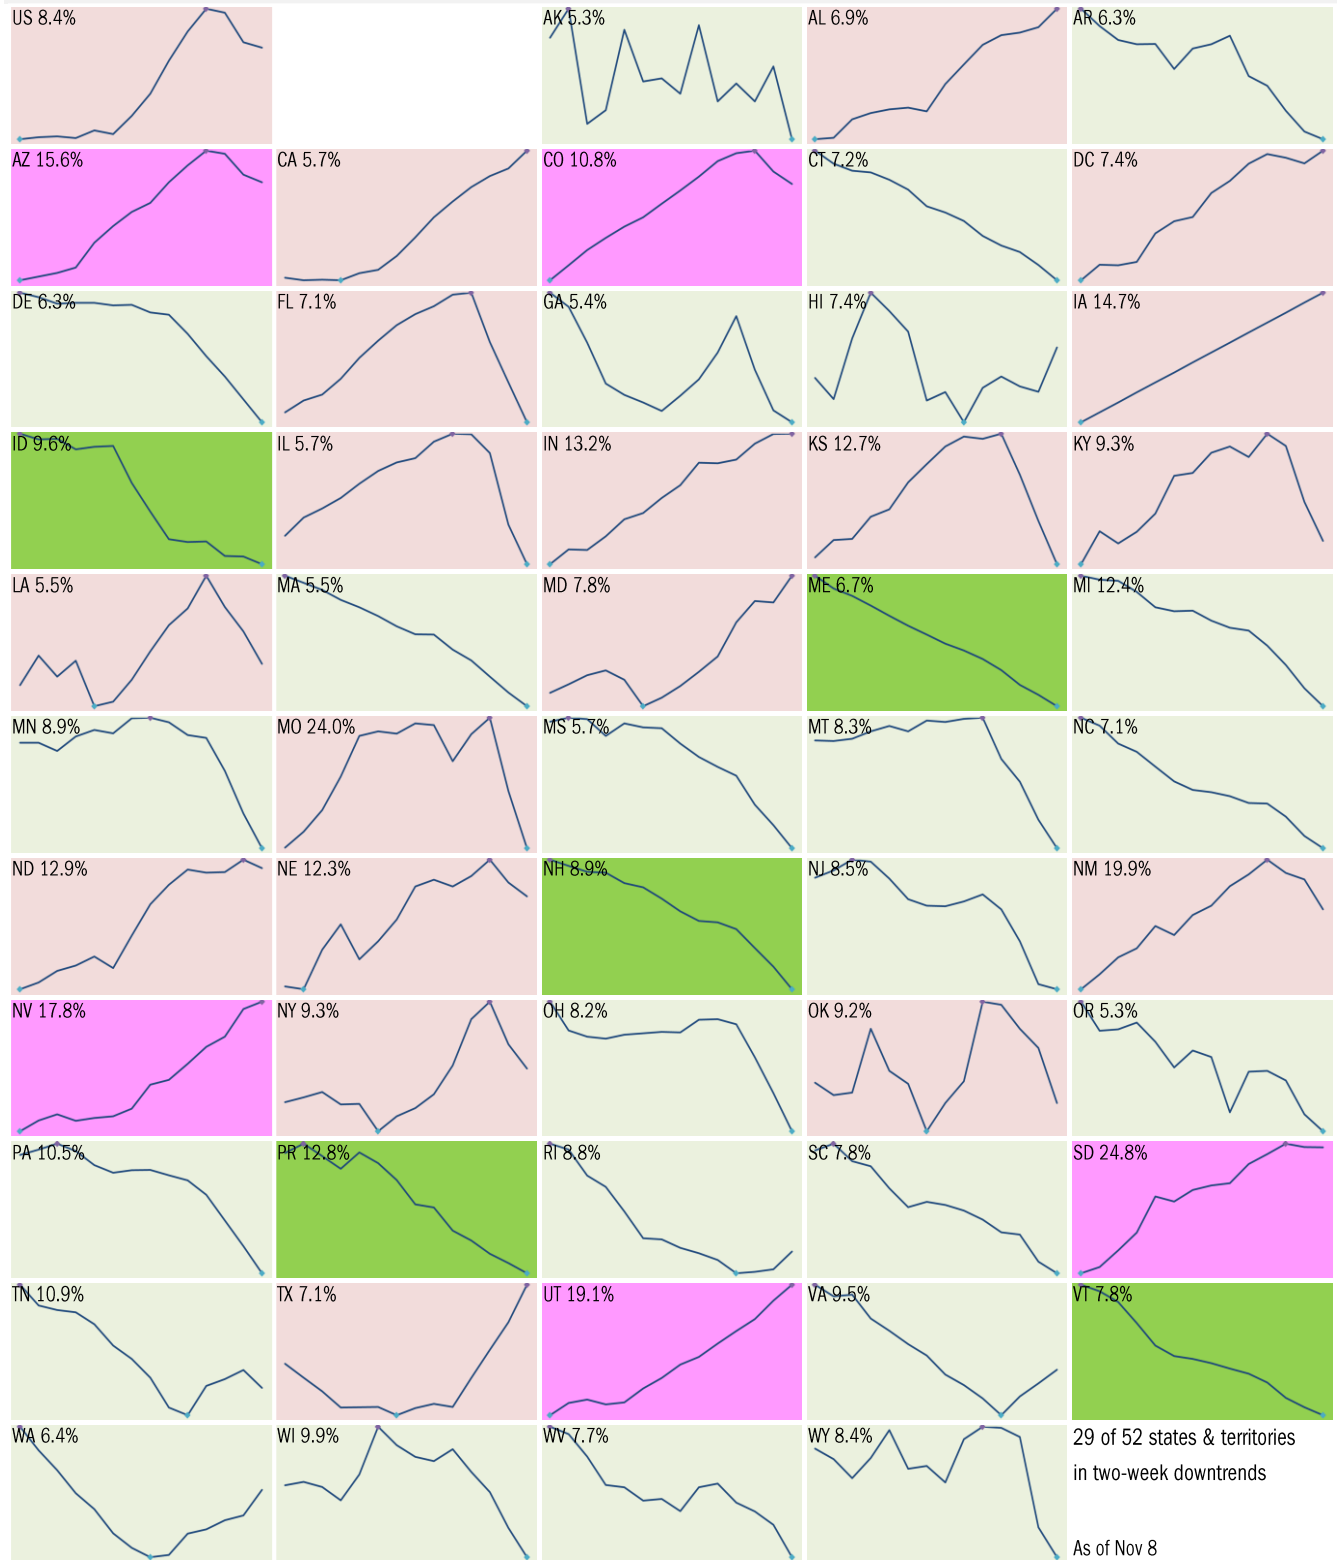 US 8.4%
AK 5.3%
AL 6.9%
AR 6.3%
AZ 15.6%
CA 5.7%
CO 10.8%
CT 7.2%
DC 7.4%
DE 6.3%
FL 7.1%
GA 5.4%
HI 7.4%
IA 14.7%
ID 9.6%
IL 5.7%
IN 13.2%
KS 12.7%
KY 9.3%
LA 5.5%
MA 5.5%
MD 7.8%
ME 6.7%
MI 12.4%
MN 8.9%
MO 24.0%
MS 5.7%
MT 8.3%
NC 7.1%
ND 12.9%
NE 12.3%
NH 8.9%
NJ 8.5%
NM 19.9%
NV 17.8%
NY 9.3%
OH 8.2%
OK 9.2%
OR 5.3%
PA 10.5%
PR 12.8%
RI 8.8%
SC 7.8%
SD 24.8%
TN 10.9%
TX 7.1%
UT 19.1%
VA 9.5%
VT 7.8%
WA 6.4%
WI 9.9%
WV 7.7%
WY 8.4%
29 of 52 states & territories
in two-week downtrends
As of Nov 8